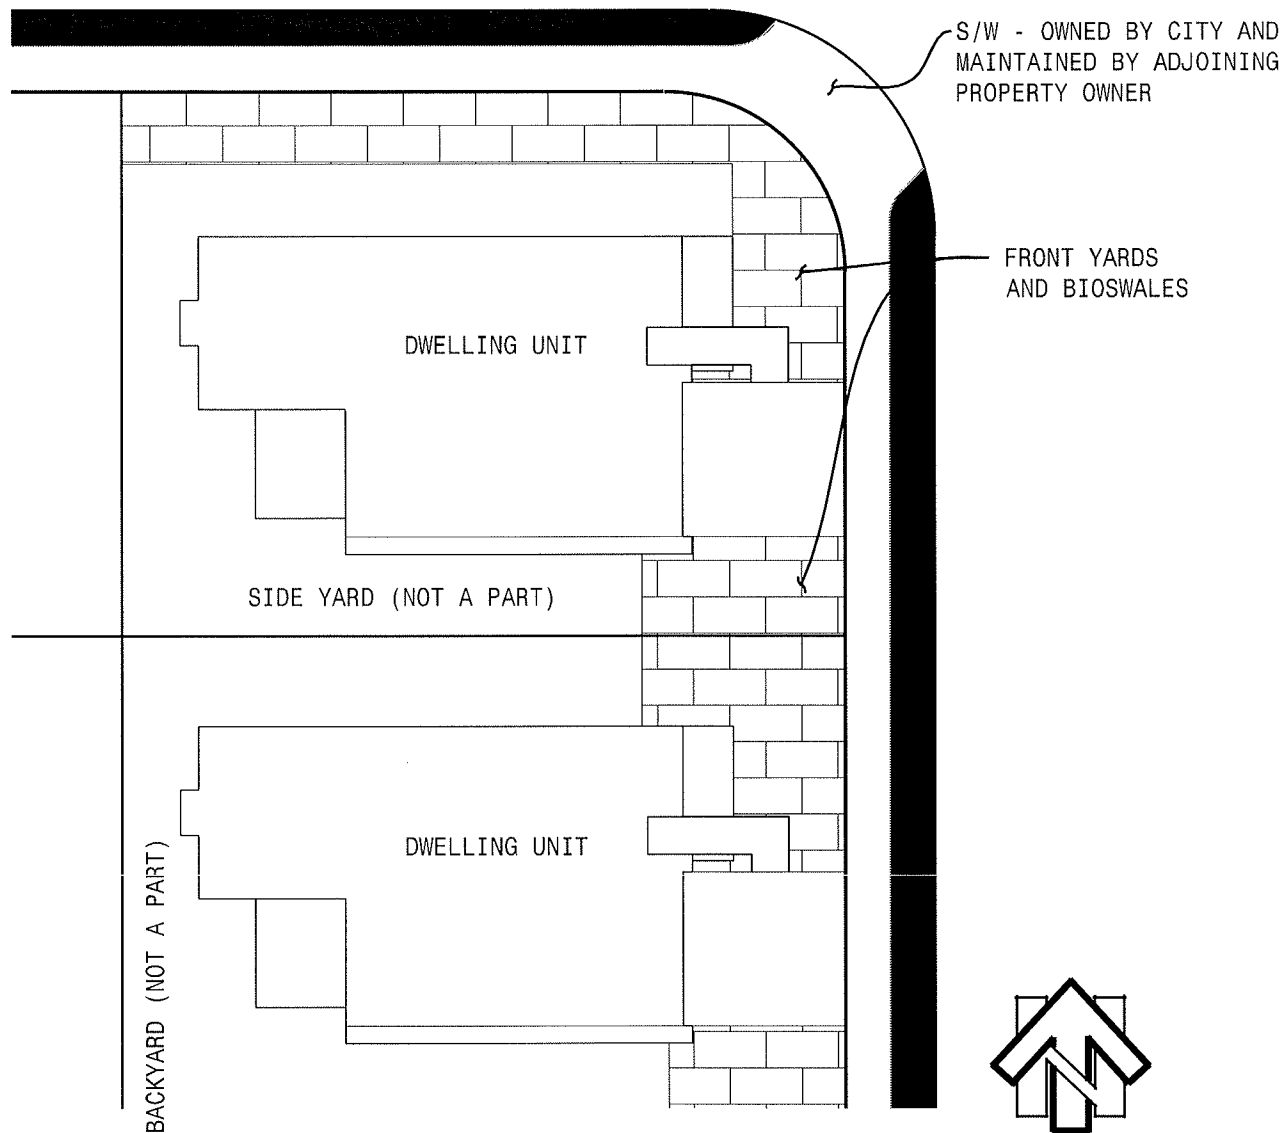 S/W - OWNED BY CITY AND
MAINTAINED BY ADJOINING
PROPERTY OWNER
FRONT YARDS
AND BIOSWALES
DWELLING UNIT
SIDE YARD (NOT A PART)
DWELLING UNIT
BACKYARD (NOT A PART)
N